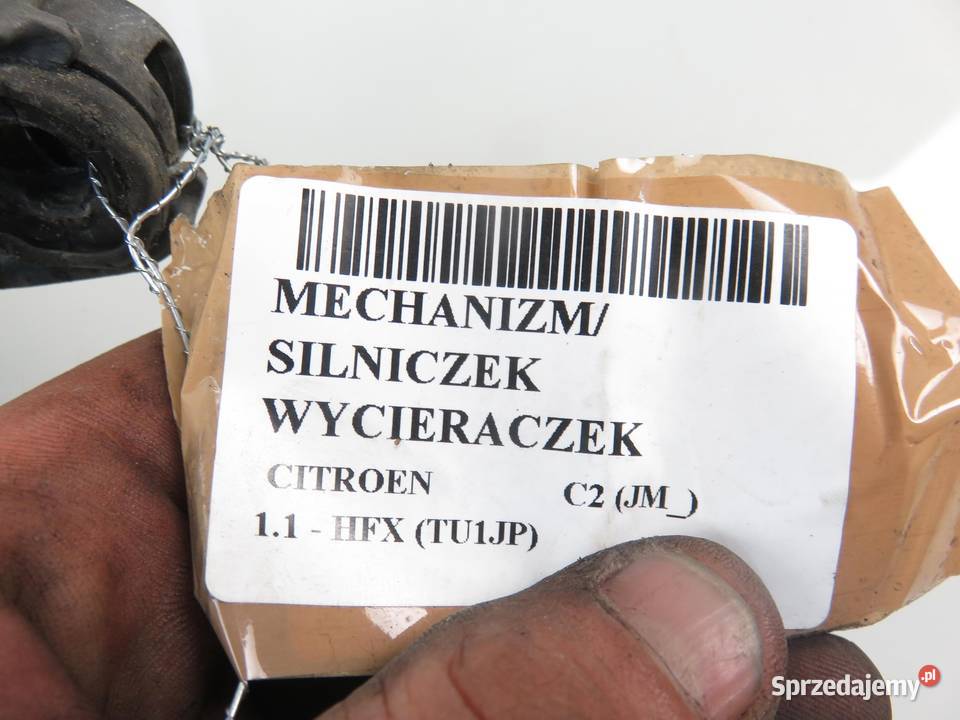 MECHANIZM/
SILNICZEK
WYCIERACZEK
CITROEN C2 (JM_)
1.1 - HFX (TU1JP)
Sprzedajemy.pl